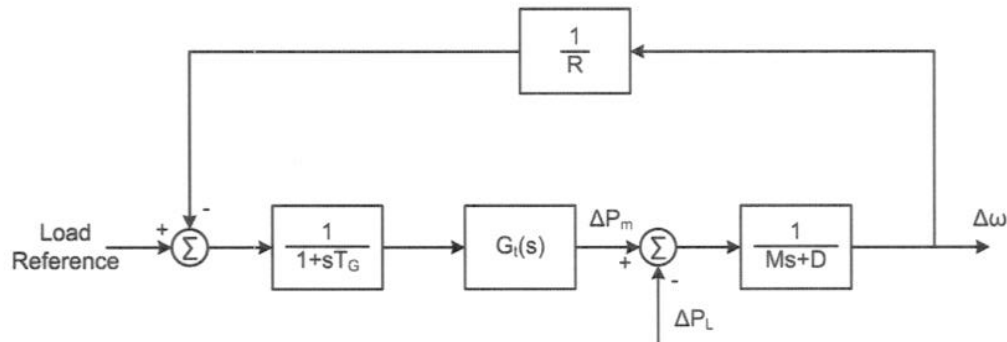 1
R
-
+
Load
Reference
Σ
1
1+sT_G
G_t(s)
ΔP_m
+
Σ
-
ΔP_L
1
Ms+D
Δω